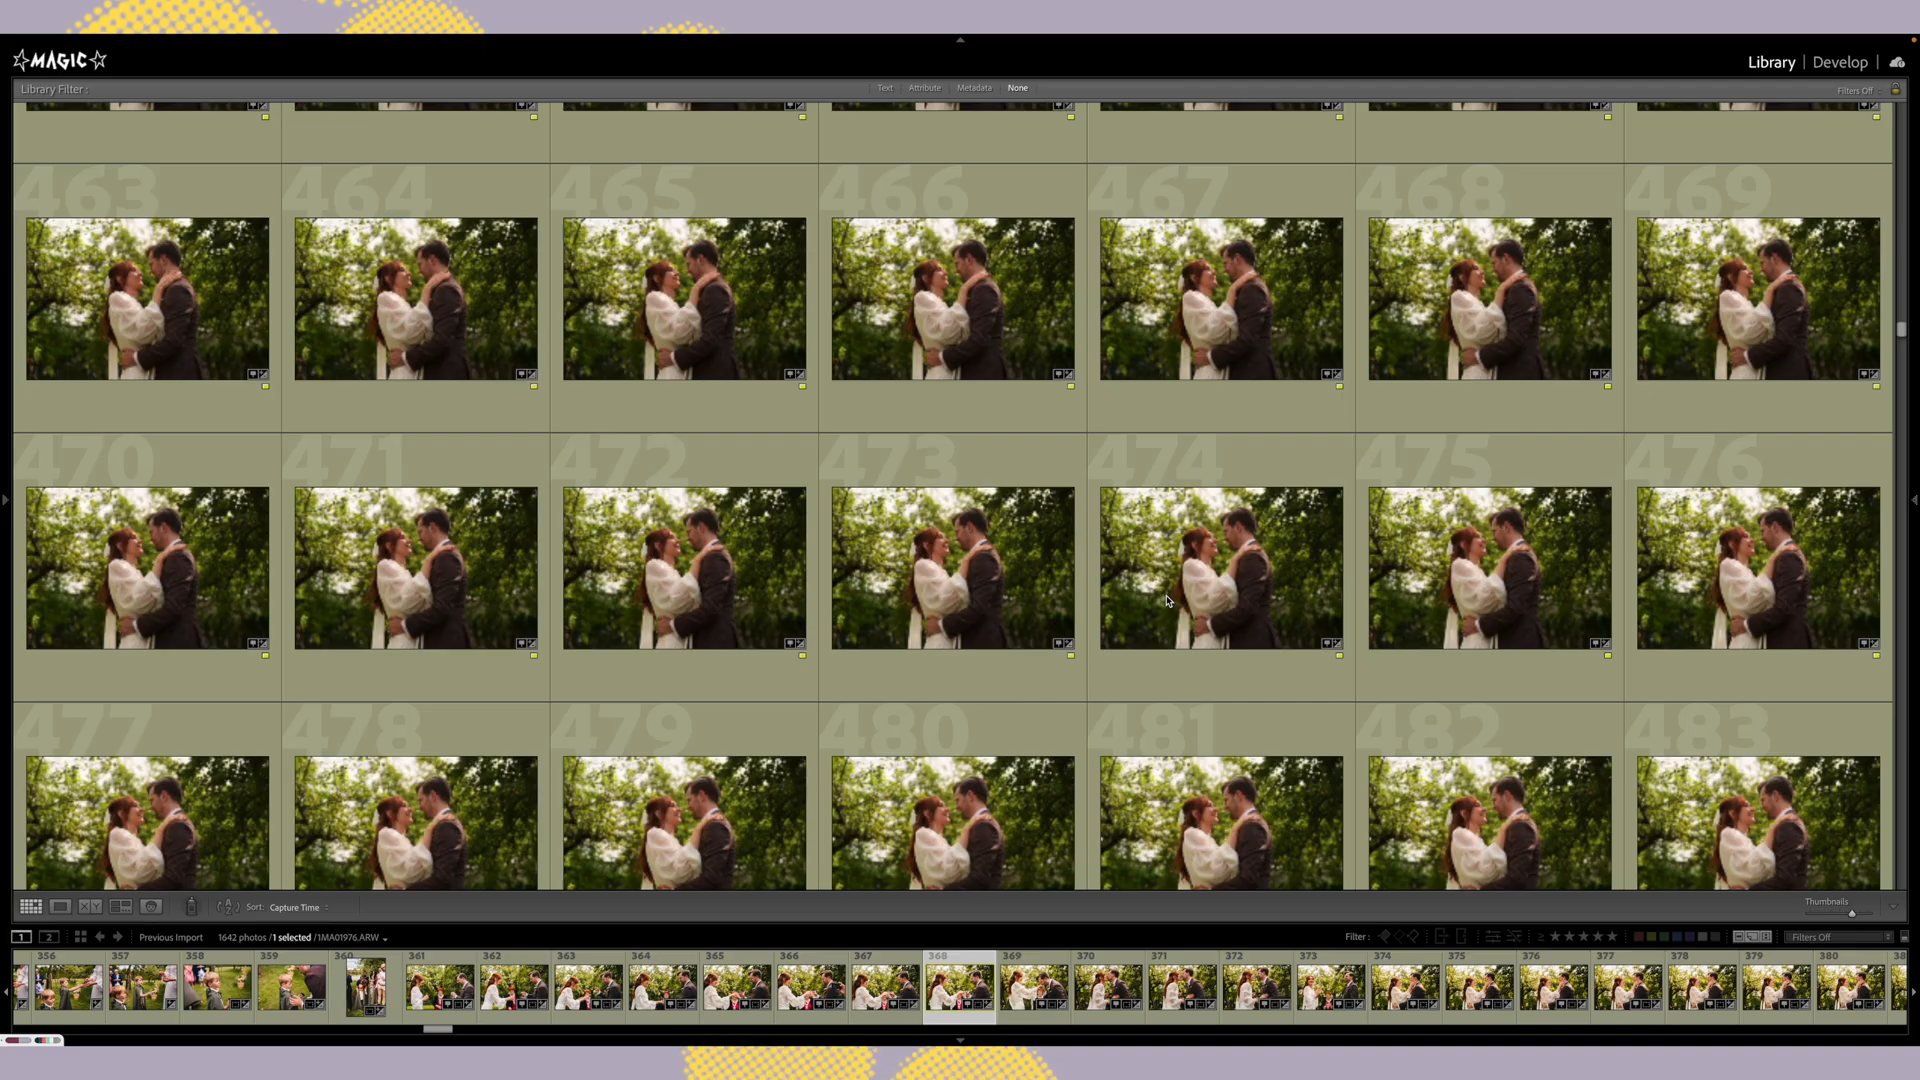 ☆MAGIC☆
Library | Develop |
Library Filter :
Text Attribute Metadata None
Filters Off
463 464 465 466 467 468 469
470 471 472 473 474 475 476
477 478 479 480 481 482 483
Sort: Capture Time
Thumbnails
1 2 Previous Import 1642 photos / 1 selected / 1MA01976.ARW
Filter : Filters Off
356 357 358 359 360 361 362 363 364 365 366 367 368 369 370 371 372 373 374 375 376 377 378 379 380 38